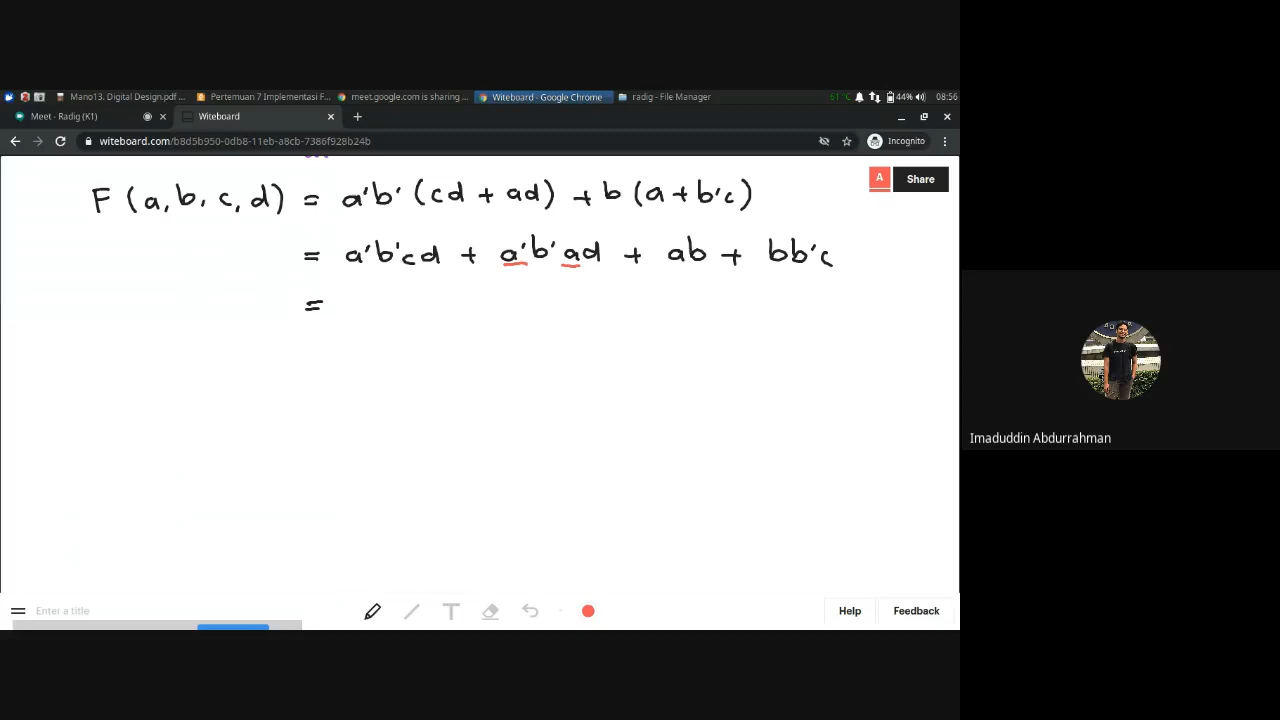 Mano13. Digital Design.pdf ...
Pertemuan 7 Implementasi F...
meet.google.com is sharing ...
Witeboard - Google Chrome
radig - File Manager
61°C
44%
08:56
Meet - Radig (K1)
Witeboard
witeboard.com/b8d5b950-0db8-11eb-a8cb-7386f928b24b
Incognito
A
Share
F (a, b, c, d) = a'b' (cd + ad) + b (a + b'c)
= a'b'cd + a'b'ad + ab + bb'c
=
Imaduddin Abdurrahman
Enter a title
T
Help
Feedback